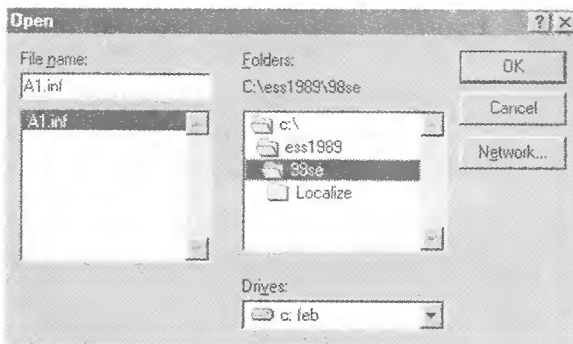 Open
File name:
A1.inf
A1.inf
Folders:
C:\ess1989\98se
c:\
ess1989
98se
Localize
Drives:
c: feb
OK
Cancel
Network...